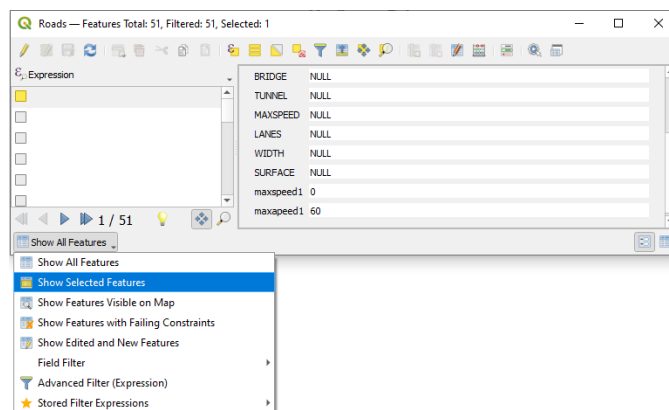 Roads — Features Total: 51, Filtered: 51, Selected: 1
Expression
BRIDGE NULL
TUNNEL NULL
MAXSPEED NULL
LANES NULL
WIDTH NULL
SURFACE NULL
maxspeed1 0
maxapeed1 60
1 / 51
Show All Features
Show All Features
Show Selected Features
Show Features Visible on Map
Show Features with Failing Constraints
Show Edited and New Features
Field Filter
Advanced Filter (Expression)
Stored Filter Expressions